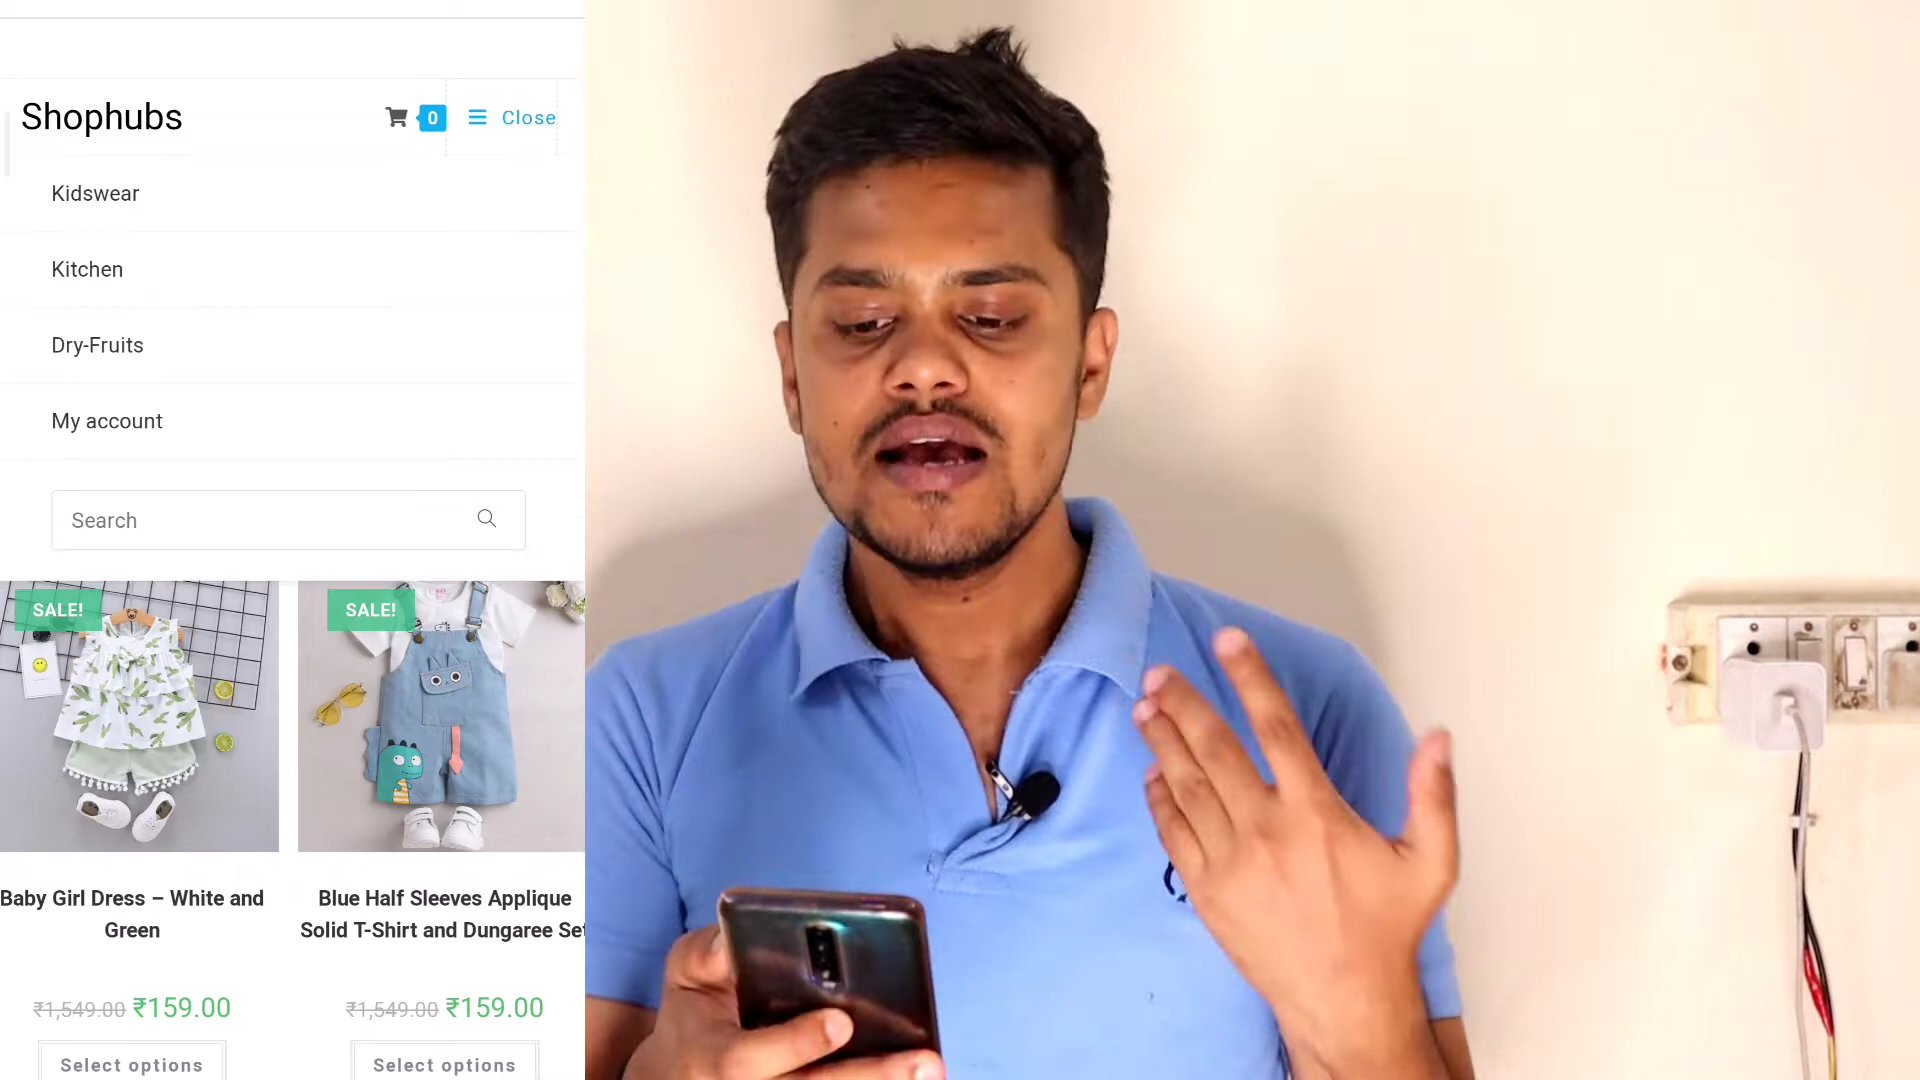 Shophubs
0
Close
Kidswear
Kitchen
Dry-Fruits
My account
Search
SALE!
SALE!
Baby Girl Dress – White and
Green
Blue Half Sleeves Applique
Solid T-Shirt and Dungaree Set
₹1,549.00 ₹159.00
₹1,549.00 ₹159.00
Select options
Select options